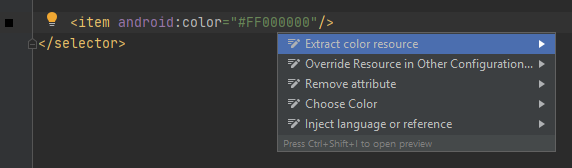 <item android:color="#FF000000"/>
</selector>
Extract color resource
Override Resource in Other Configuration...
Remove attribute
Choose Color
Inject language or reference
Press Ctrl+Shift+I to open preview